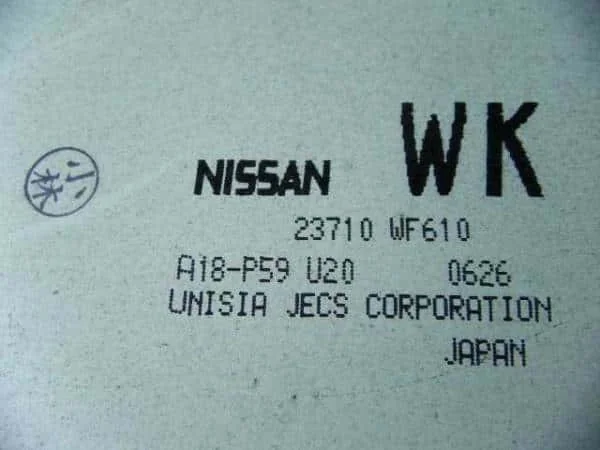 WK
NISSAN
小林
23710 WF610
A18-P59 U20 0626
UNISIA JECS CORPORATION
JAPAN